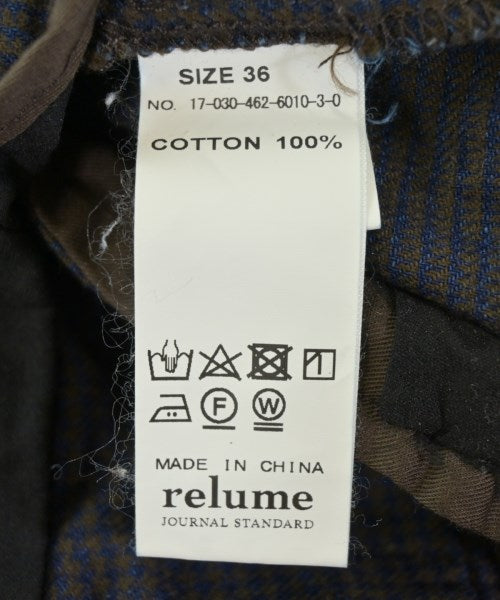 SIZE 36
NO. 17-030-462-6010-3-0
COTTON 100%
F W
MADE IN CHINA
relume
JOURNAL STANDARD